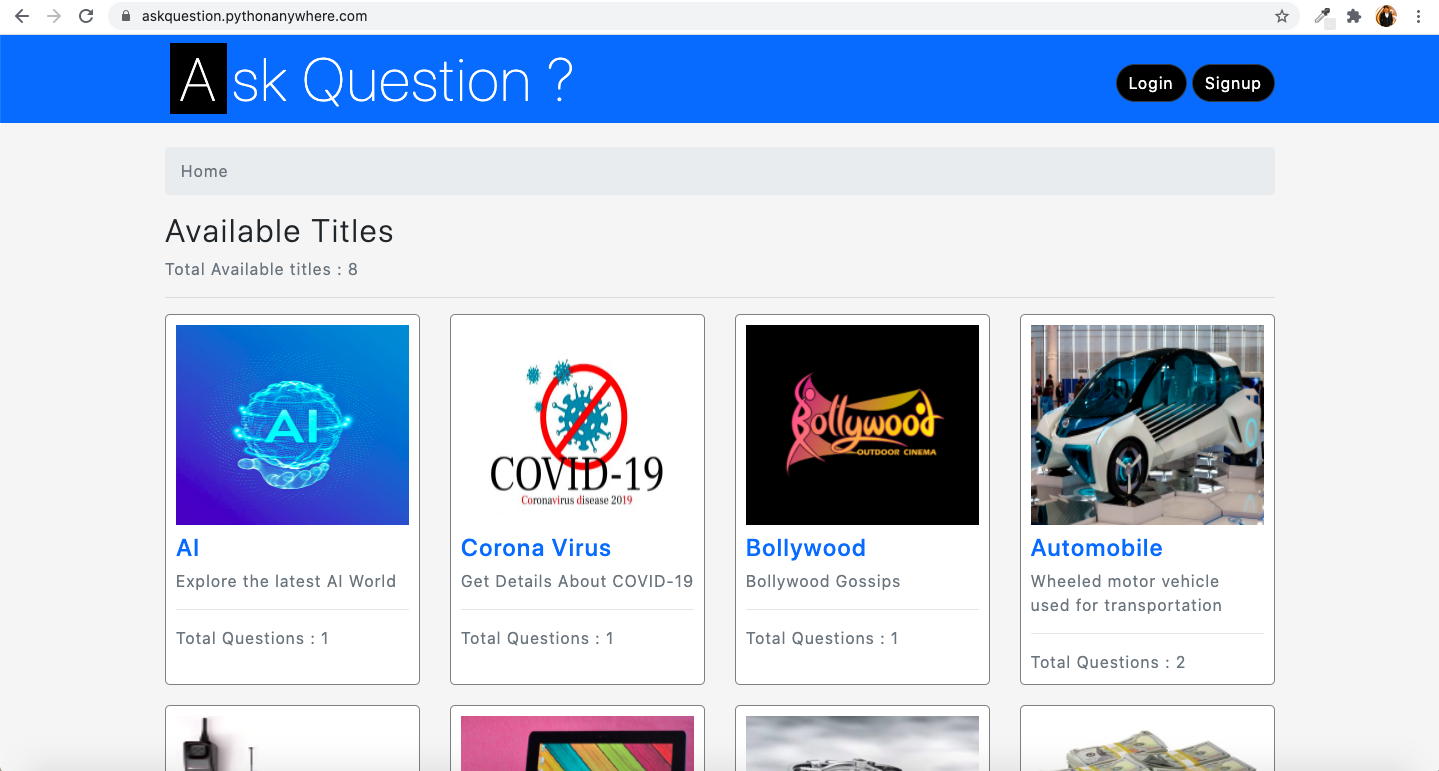 askquestion.pythonanywhere.com
Ask Question ?
Login
Signup
Home
Available Titles
Total Available titles : 8
AI
COVID-19
Coronavirus disease 2019
Bollywood
OUTDOOR CINEMA
AI
Corona Virus
Bollywood
Automobile
Explore the latest AI World
Get Details About COVID-19
Bollywood Gossips
Wheeled motor vehicle
used for transportation
Total Questions : 1
Total Questions : 1
Total Questions : 1
Total Questions : 2